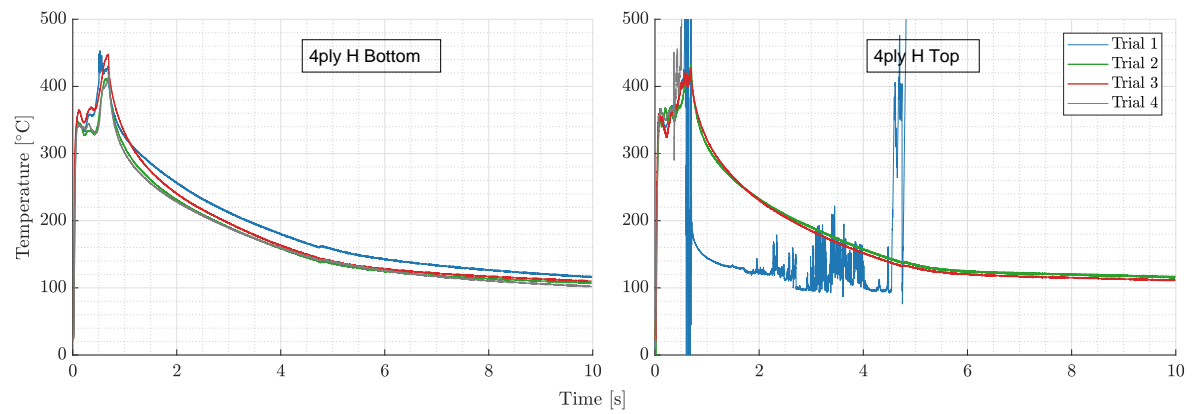 500
400
300
200
100
0
Temperature [°C]
0 2 4 6 8 10
4ply H Bottom
500
400
300
200
100
0
0 2 4 6 8 10
4ply H Top
Trial 1
Trial 2
Trial 3
Trial 4
Time [s]